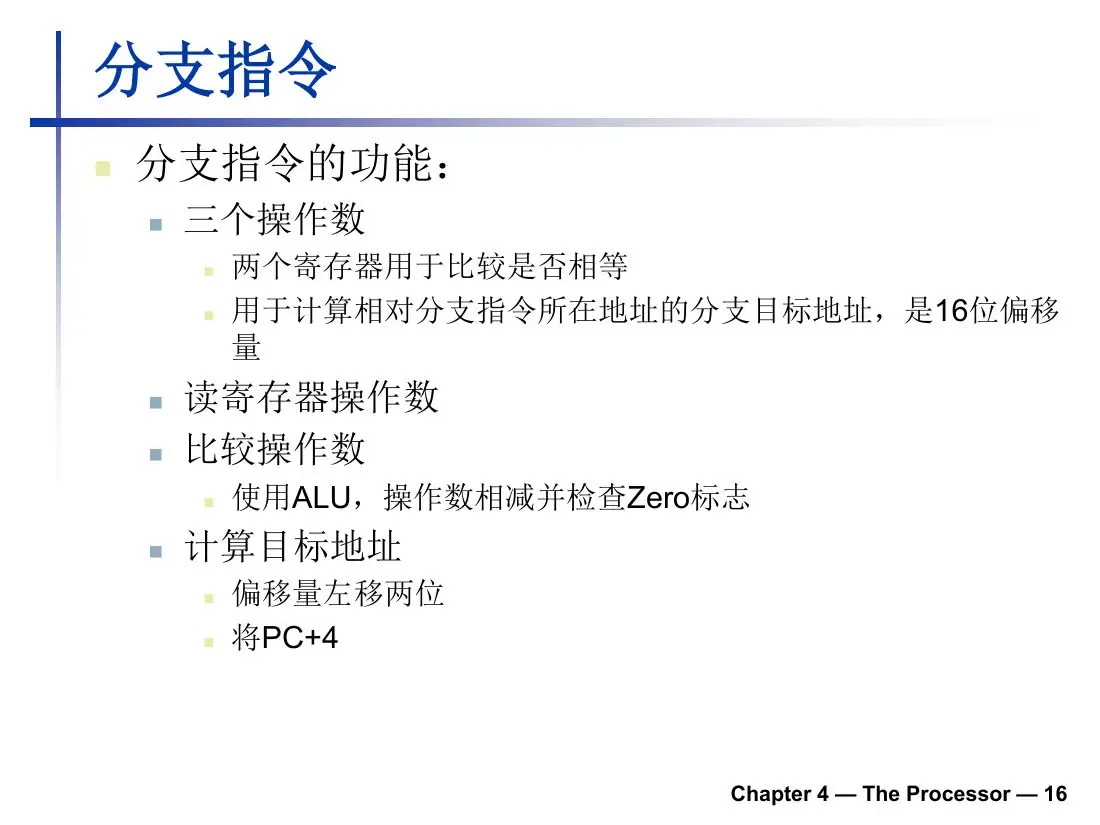 分支指令
分支指令的功能：
三个操作数
两个寄存器用于比较是否相等
用于计算相对分支指令所在地址的分支目标地址，是16位偏移
量
读寄存器操作数
比较操作数
使用ALU，操作数相减并检查Zero标志
计算目标地址
偏移量左移两位
将PC+4
Chapter 4 — The Processor — 16